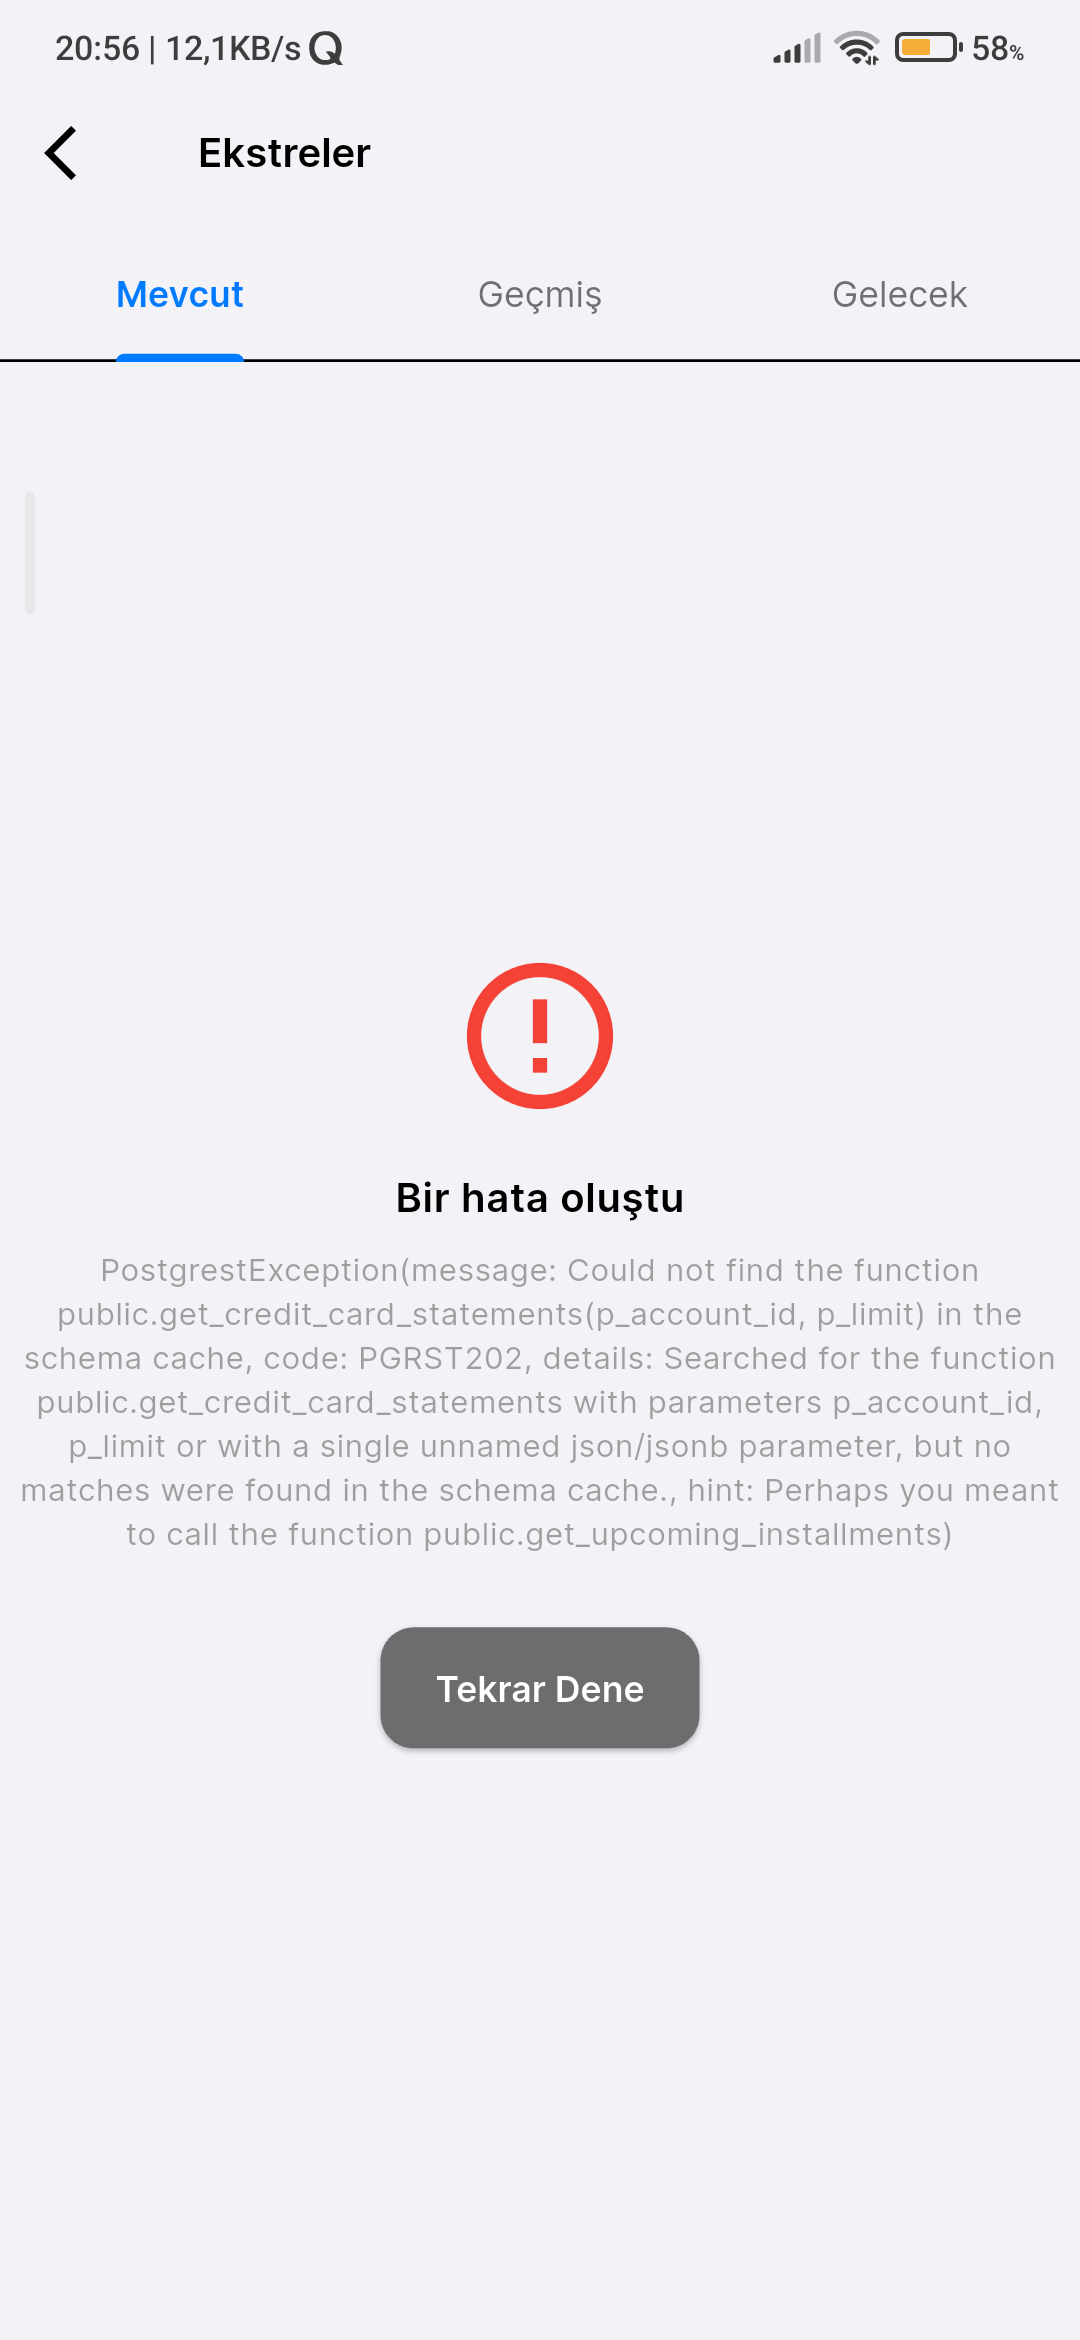 20:56 | 12,1KB/s Q 58%
Ekstreler
Mevcut Geçmiş Gelecek
Bir hata oluştu
PostgrestException(message: Could not find the function
public.get_credit_card_statements(p_account_id, p_limit) in the
schema cache, code: PGRST202, details: Searched for the function
public.get_credit_card_statements with parameters p_account_id,
p_limit or with a single unnamed json/jsonb parameter, but no
matches were found in the schema cache., hint: Perhaps you meant
to call the function public.get_upcoming_installments)
Tekrar Dene